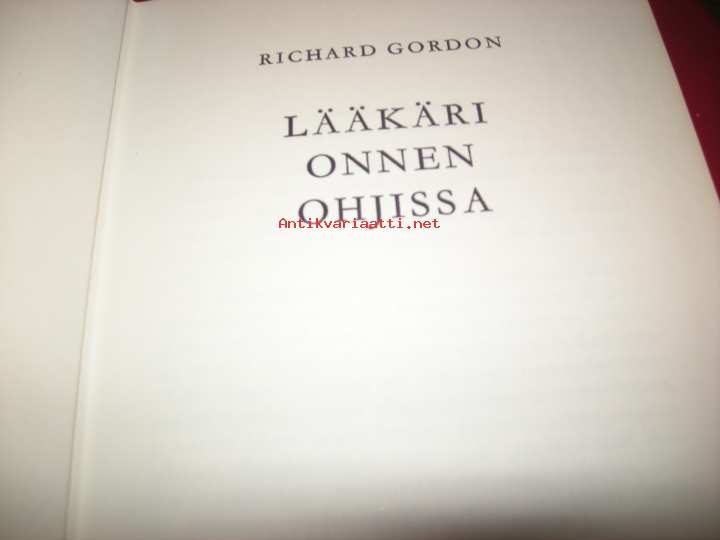 RICHARD GORDON
LÄÄKÄRI
ONNEN
OHJISSA
Antikvariaatti.net